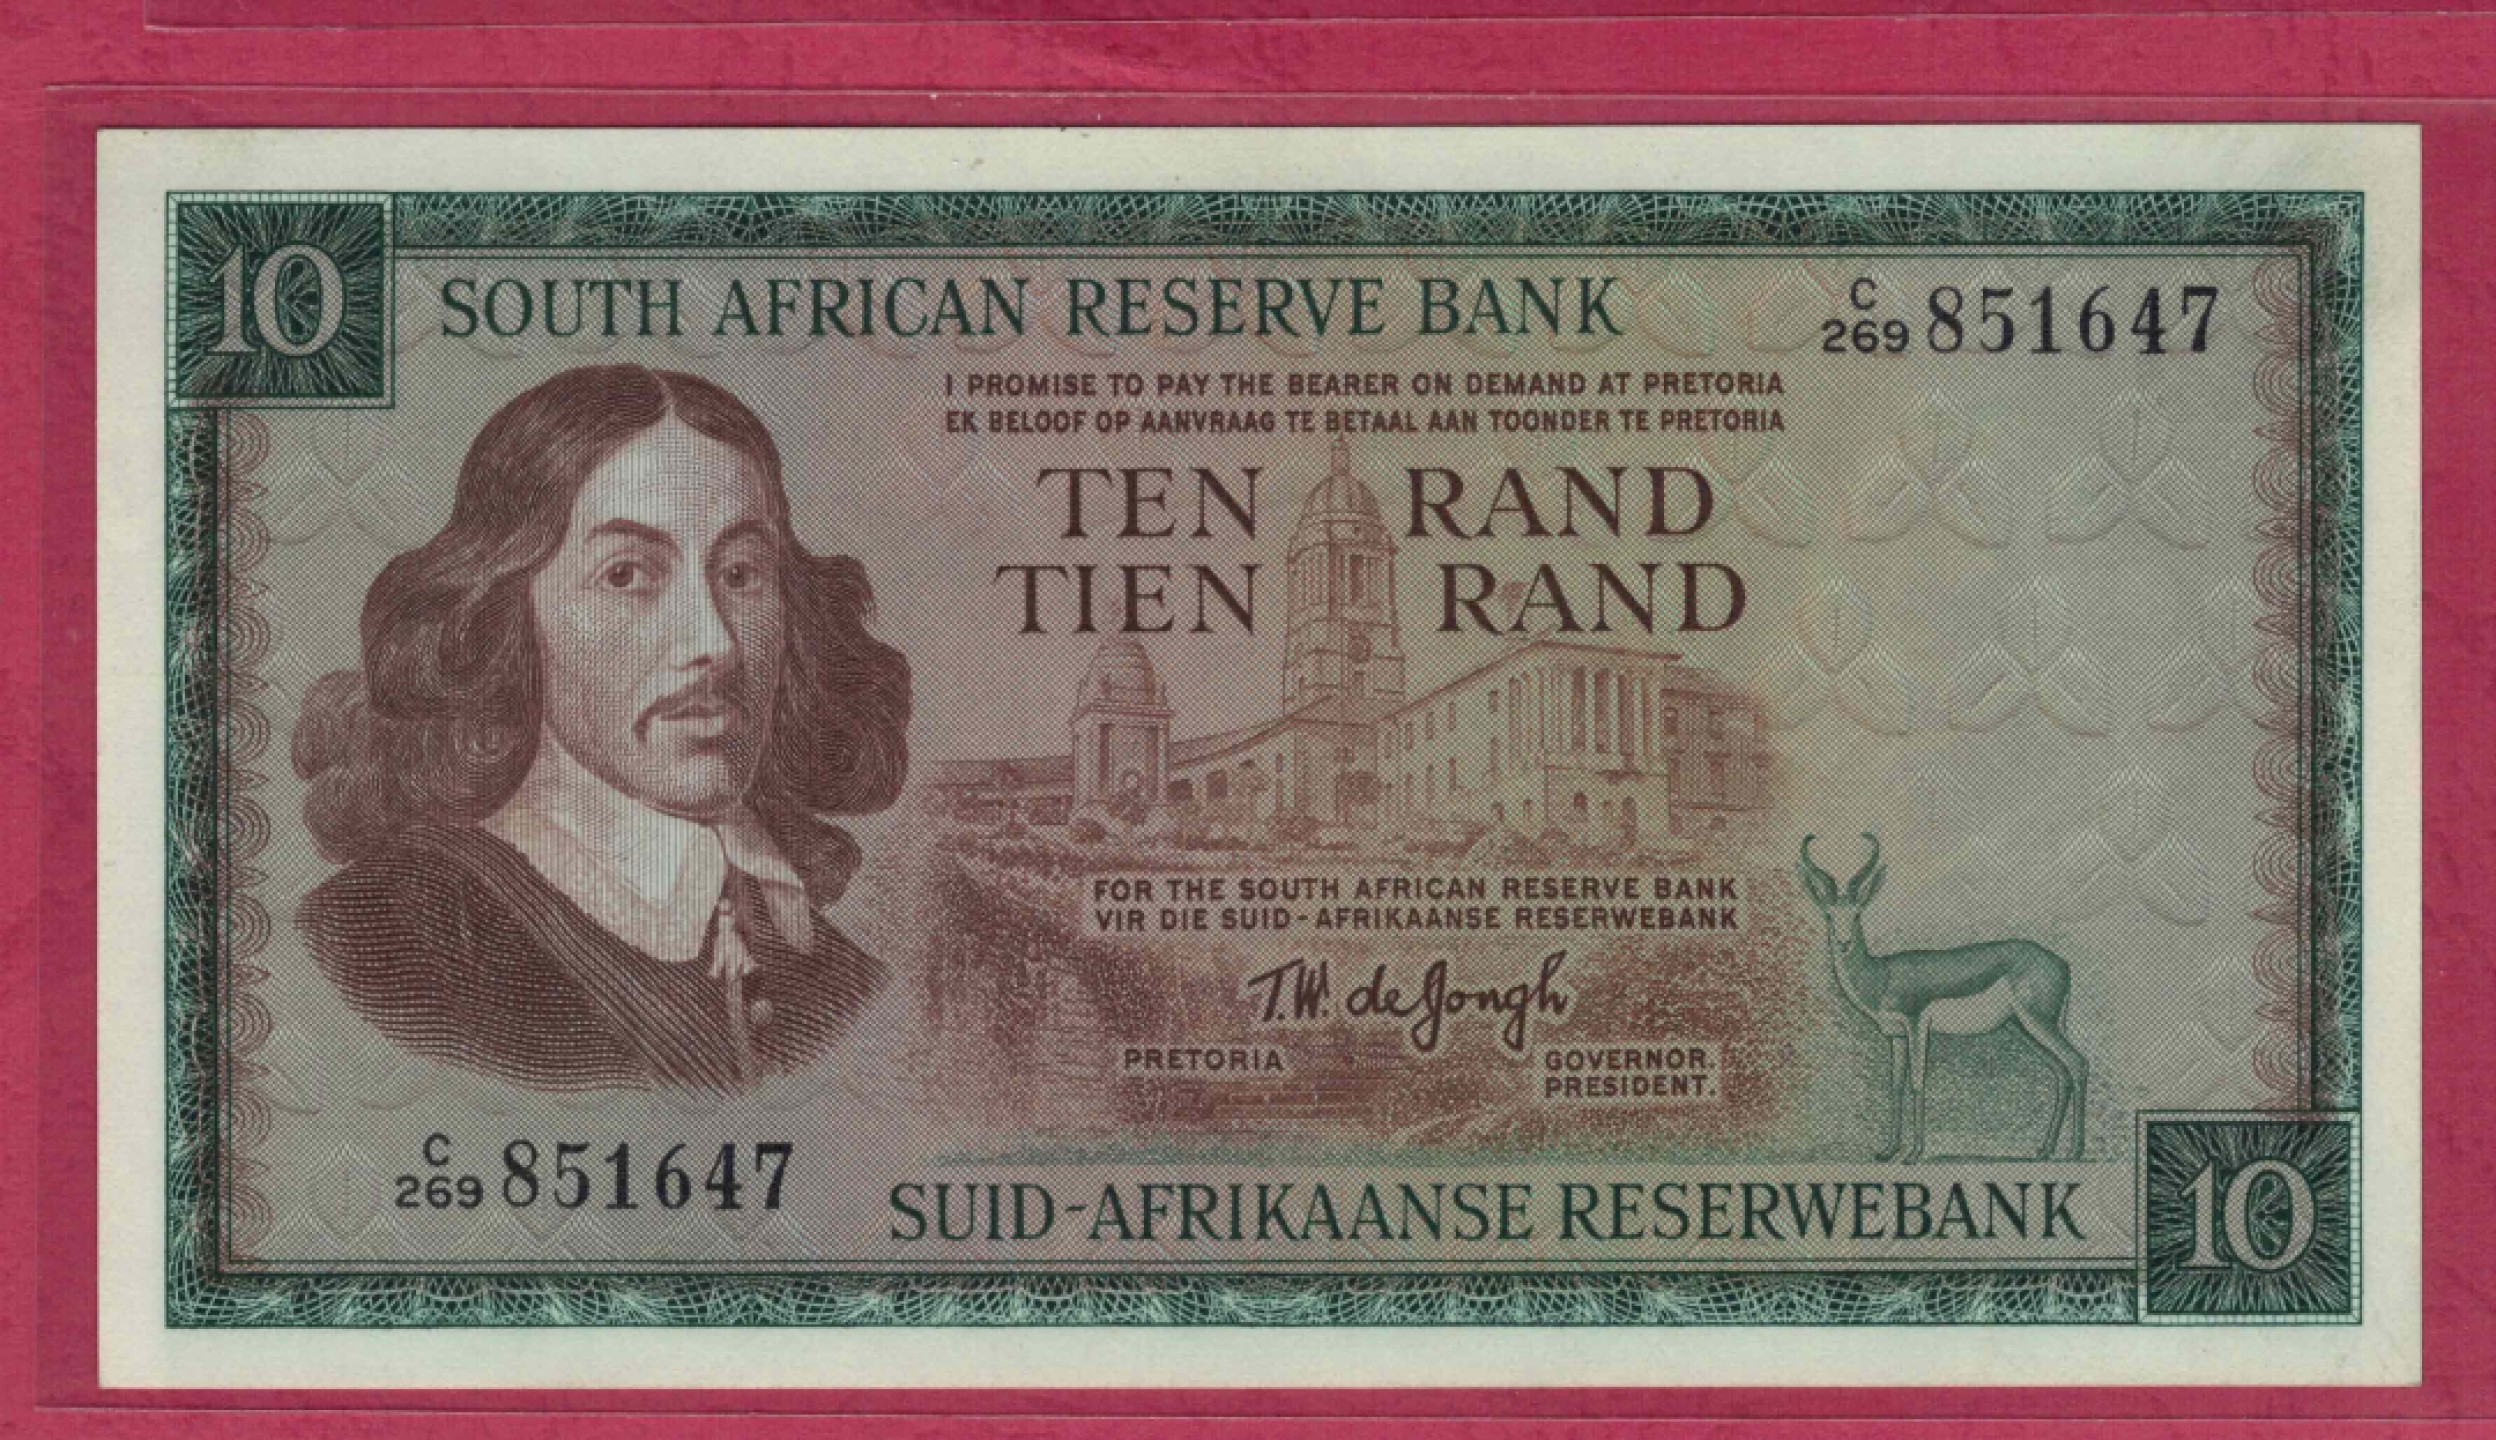 10
SOUTH AFRICAN RESERVE BANK
C/269 851647
I PROMISE TO PAY THE BEARER ON DEMAND AT PRETORIA
EK BELOOF OP AANVRAAG TE BETAAL AAN TOONDER TE PRETORIA
TEN RAND
TIEN RAND
FOR THE SOUTH AFRICAN RESERVE BANK
VIR DIE SUID-AFRIKAANSE RESERWEBANK
T.W. de Jongh
PRETORIA GOVERNOR.
PRESIDENT.
C/269 851647
SUID-AFRIKAANSE RESERWEBANK
10